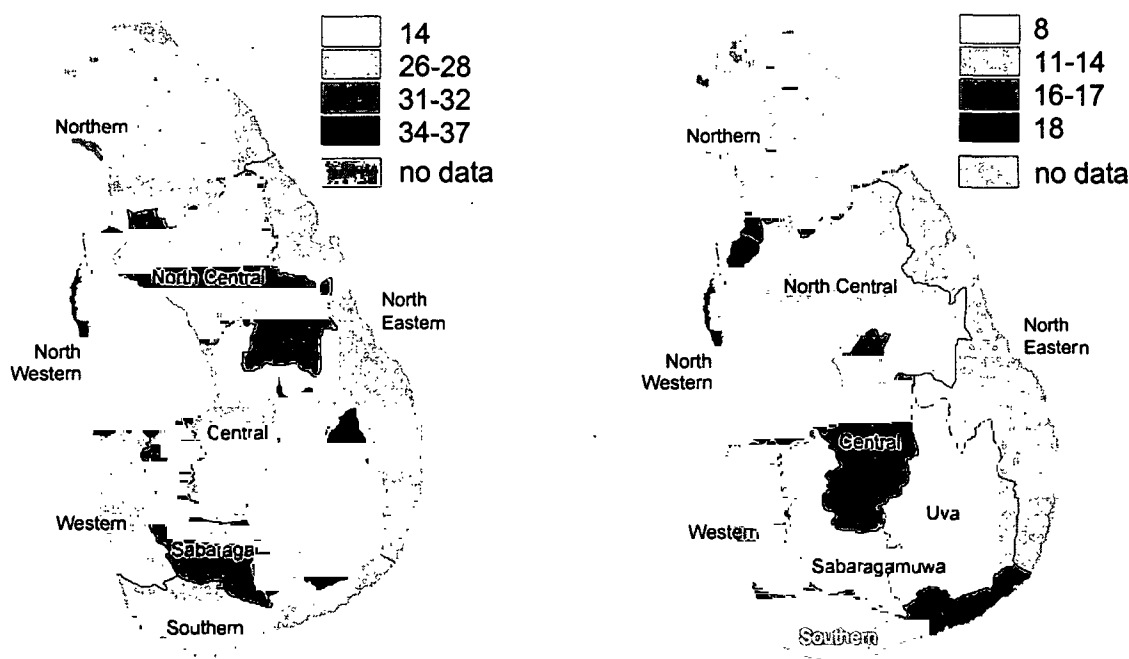 14
26-28
31-32
34-37
no data
Northern
North Central
North
Eastern
North
Western
Central
Western
Sabaraga
Southern
8
11-14
16-17
18
no data
Northern
North Central
North
Eastern
North
Western
Central
Uva
Western
Sabaragamuwa
Southern